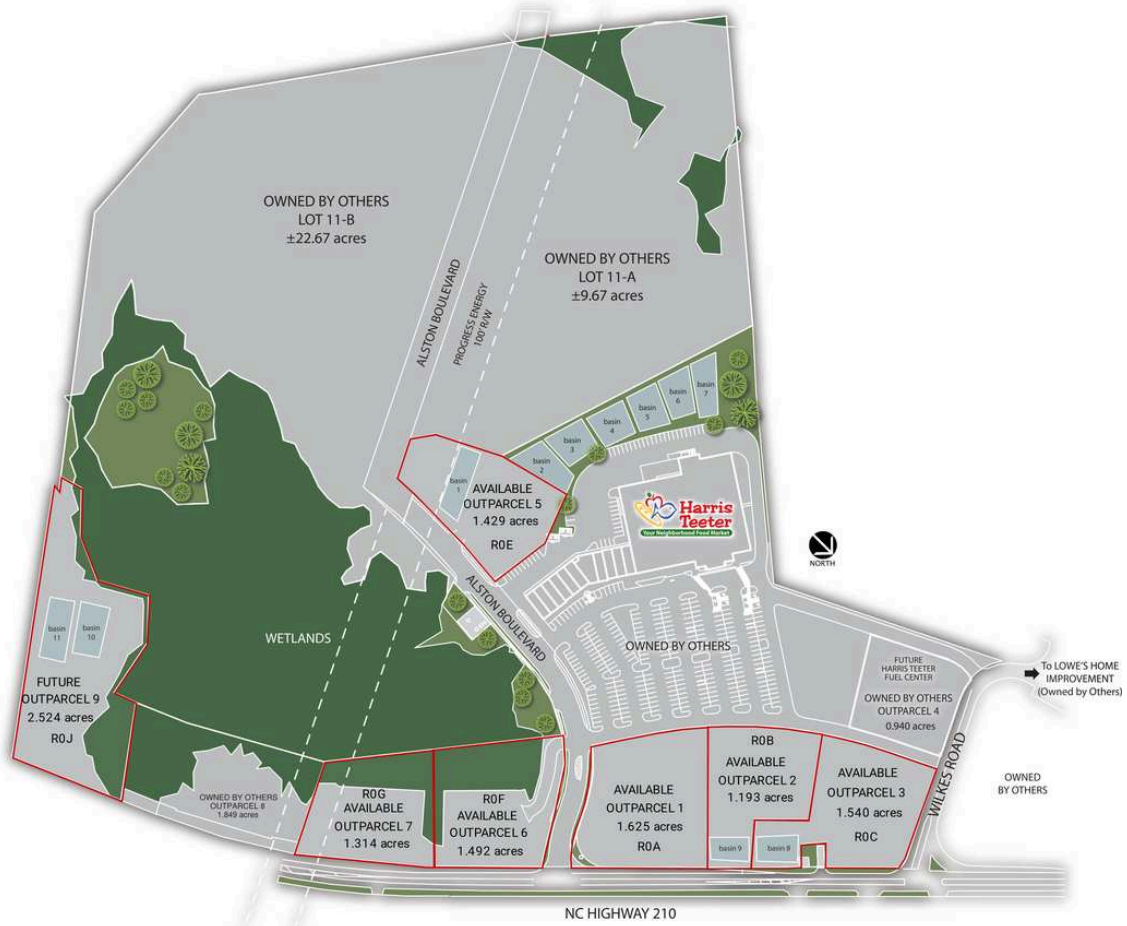 OWNED BY OTHERS
LOT 11-B
±22.67 acres
OWNED BY OTHERS
LOT 11-A
±9.67 acres
ALSTON BOULEVARD
PROGRESS ENERGY
100' R/W
basin
1
basin
2
basin
3
basin
4
basin
5
basin
6
basin
7
AVAILABLE
OUTPARCEL 5
1.429 acres
R0E
Harris
Teeter
Your Neighborhood Food Market
NORTH
ALSTON BOULEVARD
WETLANDS
OWNED BY OTHERS
basin
11
basin
10
FUTURE
OUTPARCEL 9
2.524 acres
R0J
FUTURE
HARRIS TEETER
FUEL CENTER
OWNED BY OTHERS
OUTPARCEL 4
0.940 acres
To LOWE'S HOME
IMPROVEMENT
(Owned by Others)
WILKES ROAD
OWNED
BY OTHERS
OWNED BY OTHERS
OUTPARCEL 8
1.849 acres
R0G
AVAILABLE
OUTPARCEL 7
1.314 acres
R0F
AVAILABLE
OUTPARCEL 6
1.492 acres
AVAILABLE
OUTPARCEL 1
1.625 acres
R0A
R0B
AVAILABLE
OUTPARCEL 2
1.193 acres
basin 9
basin 8
AVAILABLE
OUTPARCEL 3
1.540 acres
R0C
NC HIGHWAY 210